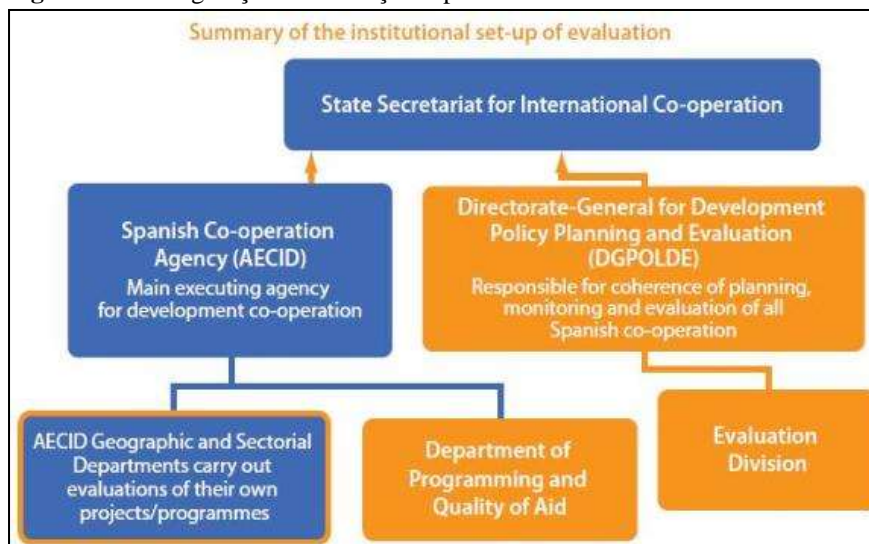 Summary of the institutional set-up of evaluation
State Secretariat for International Co-operation
Spanish Co-operation
Agency (AECID)
Main executing agency
for development co-operation
Directorate-General for Development
Policy Planning and Evaluation
(DGPOLDE)
Responsible for coherence of planning,
monitoring and evaluation of all
Spanish co-operation
AECID Geographic and Sectorial
Departments carry out
evaluations of their own
projects/programmes
Department of
Programming and
Quality of Aid
Evaluation
Division